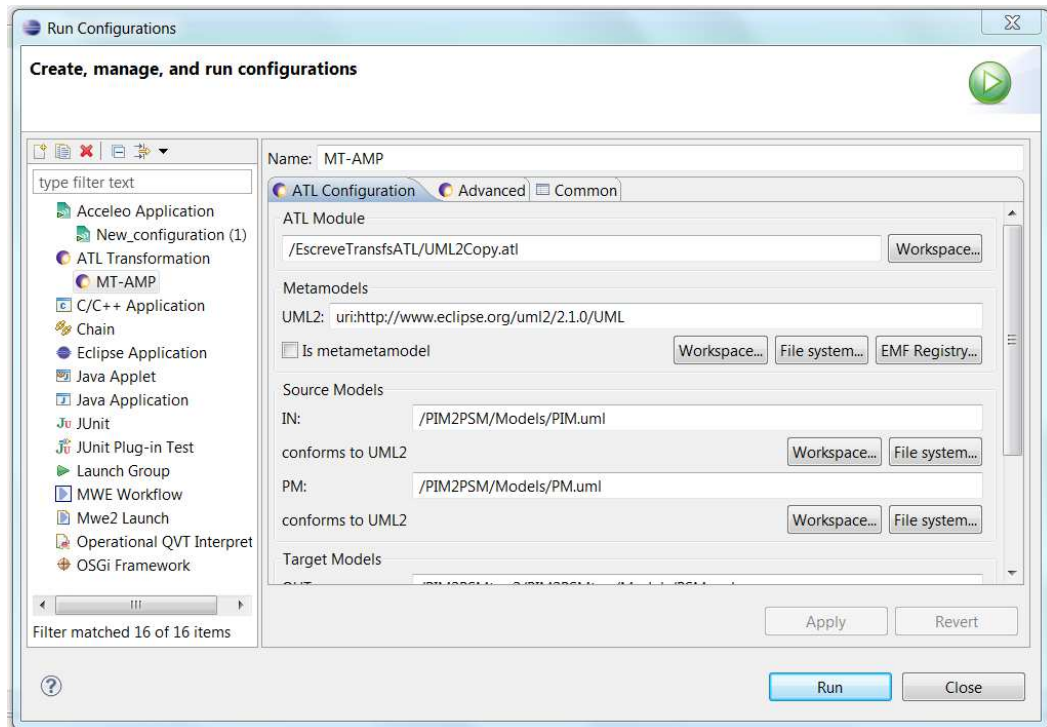 Run Configurations
Create, manage, and run configurations
type filter text
Acceleo Application
New_configuration (1)
ATL Transformation
MT-AMP
C/C++ Application
Chain
Eclipse Application
Java Applet
Java Application
JUnit
JUnit Plug-in Test
Launch Group
MWE Workflow
Mwe2 Launch
Operational QVT Interpret
OSGi Framework
Filter matched 16 of 16 items
Name: MT-AMP
ATL Configuration Advanced Common
ATL Module
/EscreveTransfsATL/UML2Copy.atl Workspace...
Metamodels
UML2: uri:http://www.eclipse.org/uml2/2.1.0/UML
Is metametamodel Workspace... File system... EMF Registry...
Source Models
IN: /PIM2PSM/Models/PIM.uml
conforms to UML2 Workspace... File system...
PM: /PIM2PSM/Models/PM.uml
conforms to UML2 Workspace... File system...
Target Models
Apply Revert
Run Close